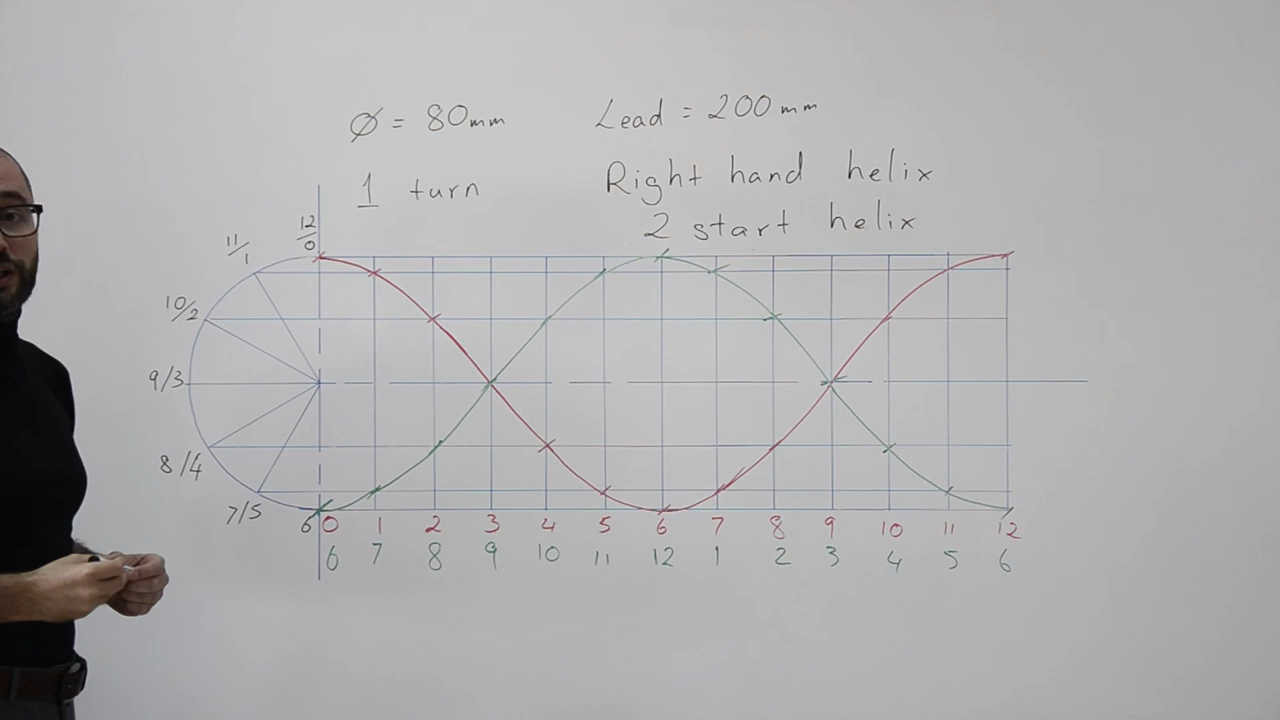 Ø = 80mm
Lead = 200mm
1 turn
Right hand helix
2 start helix
12/0
11/1
10/2
9/3
8/4
7/5
6
0 1 2 3 4 5 6 7 8 9 10 11 12
6 7 8 9 10 11 12 1 2 3 4 5 6